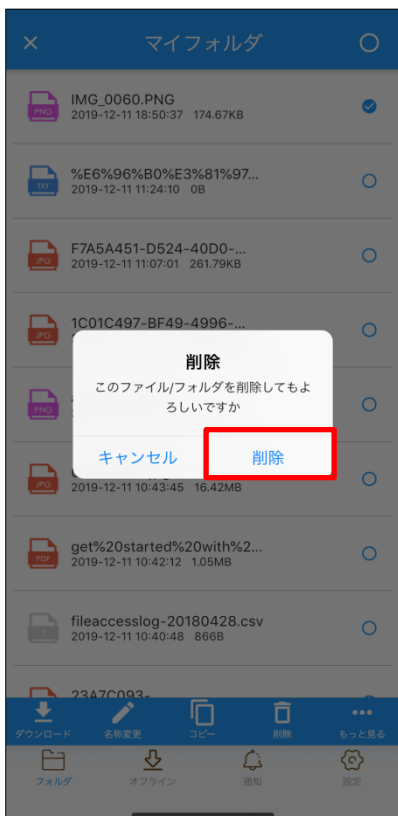 マイフォルダ
PNG
IMG_0060.PNG
2019-12-11 18:50:37 174.67KB
TXT
%E6%96%B0%E3%81%97...
2019-12-11 11:24:10 0B
JPG
F7A5A451-D524-40D0-...
2019-12-11 11:07:01 261.79KB
JPG
1C01C497-BF49-4996-...
削除
このファイル/フォルダを削除してもよ
ろしいですか
キャンセル 削除
PNG
JPG
2019-12-11 10:43:45 16.42MB
PDF
get%20started%20with%2...
2019-12-11 10:42:12 1.05MB
fileaccesslog-20180428.csv
2019-12-11 10:40:48 866B
23A7C093-
ダウンロード 名称変更 コピー 削除 もっと見る
フォルダ オフライン 通知 設定